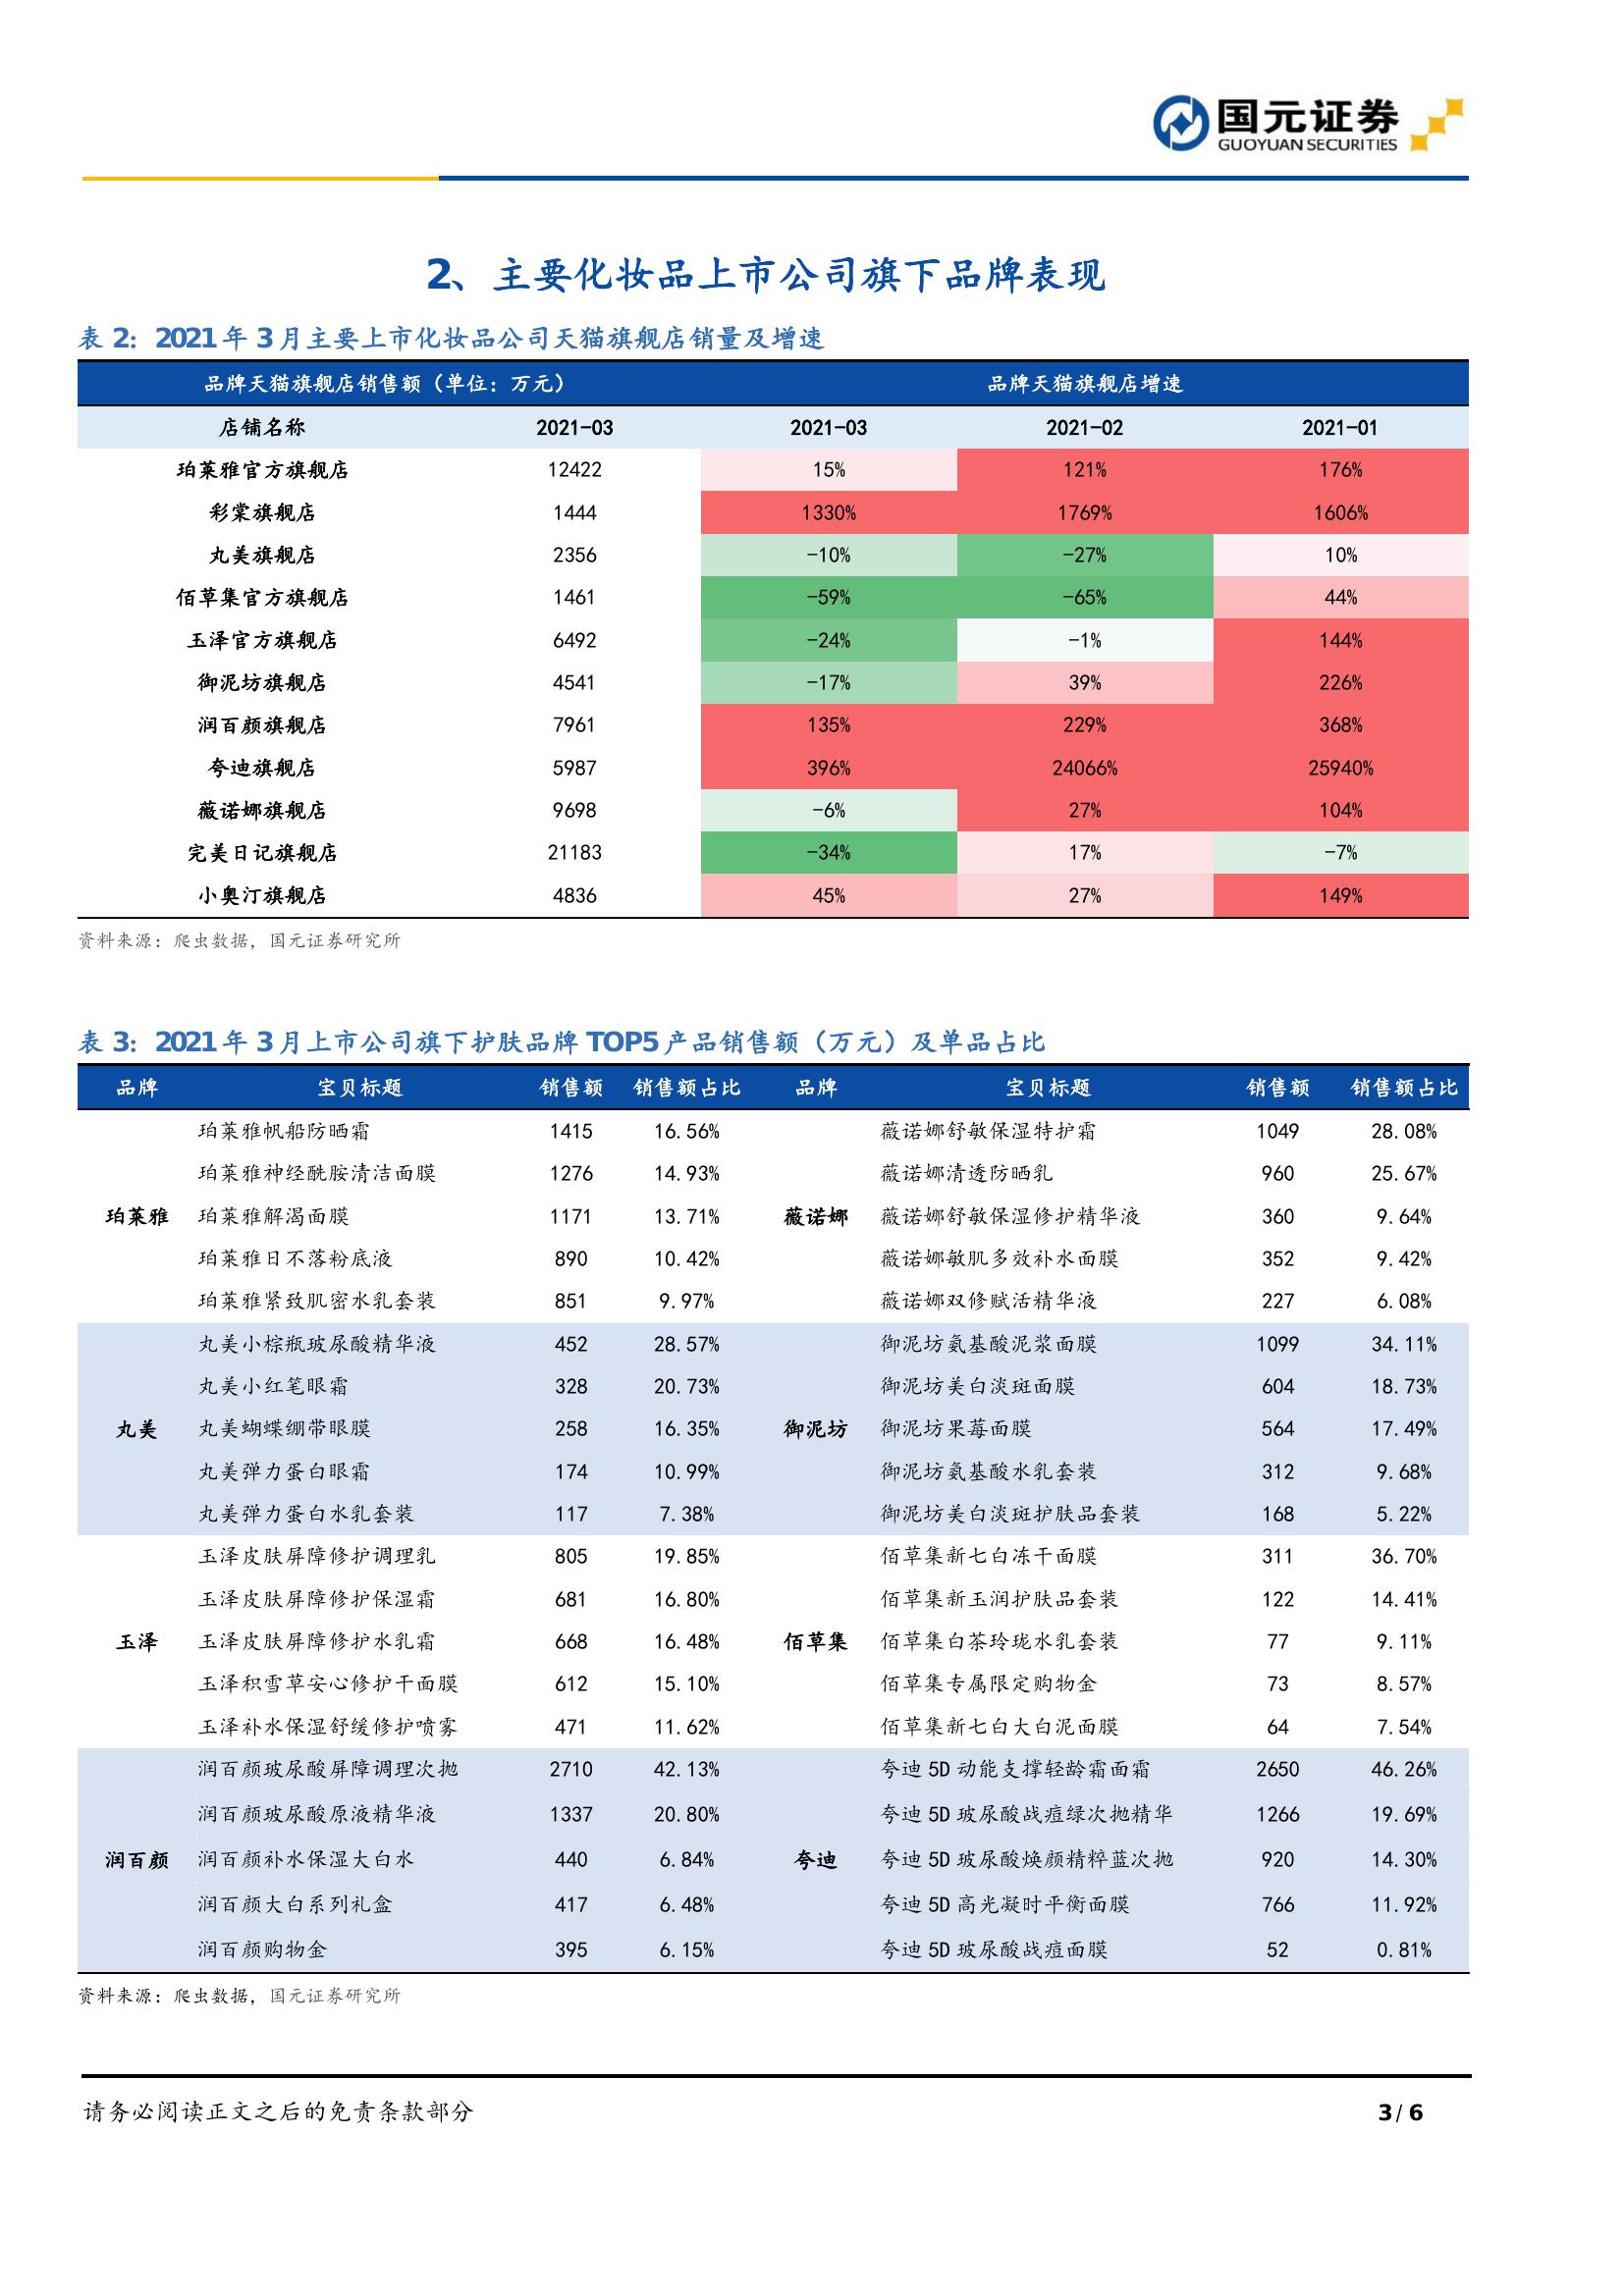 国元证券
GUOYUAN SECURITIES
2、主要化妆品上市公司旗下品牌表现
表 2：2021 年 3 月主要上市化妆品公司天猫旗舰店销量及增速
品牌天猫旗舰店销售额（单位：万元） 品牌天猫旗舰店增速
店铺名称 2021-03 2021-03 2021-02 2021-01
珀莱雅官方旗舰店 12422 15% 121% 176%
彩棠旗舰店 1444 1330% 1769% 1606%
丸美旗舰店 2356 -10% -27% 10%
佰草集官方旗舰店 1461 -59% -65% 44%
玉泽官方旗舰店 6492 -24% -1% 144%
御泥坊旗舰店 4541 -17% 39% 226%
润百颜旗舰店 7961 135% 229% 368%
夸迪旗舰店 5987 396% 24066% 25940%
薇诺娜旗舰店 9698 -6% 27% 104%
完美日记旗舰店 21183 -34% 17% -7%
小奥汀旗舰店 4836 45% 27% 149%
资料来源：爬虫数据，国元证券研究所
表 3：2021 年 3 月上市公司旗下护肤品牌 TOP5 产品销售额（万元）及单品占比
品牌 宝贝标题 销售额 销售额占比 品牌 宝贝标题 销售额 销售额占比
珀莱雅帆船防晒霜 1415 16.56% 薇诺娜舒敏保湿特护霜 1049 28.08%
珀莱雅神经酰胺清洁面膜 1276 14.93% 薇诺娜清透防晒乳 960 25.67%
珀莱雅 珀莱雅解渴面膜 1171 13.71% 薇诺娜 薇诺娜舒敏保湿修护精华液 360 9.64%
珀莱雅日不落粉底液 890 10.42% 薇诺娜敏肌多效补水面膜 352 9.42%
珀莱雅紧致肌密水乳套装 851 9.97% 薇诺娜双修赋活精华液 227 6.08%
丸美小棕瓶玻尿酸精华液 452 28.57% 御泥坊氨基酸泥浆面膜 1099 34.11%
丸美小红笔眼霜 328 20.73% 御泥坊美白淡斑面膜 604 18.73%
丸美 丸美蝴蝶绷带眼膜 258 16.35% 御泥坊 御泥坊果莓面膜 564 17.49%
丸美弹力蛋白眼霜 174 10.99% 御泥坊氨基酸水乳套装 312 9.68%
丸美弹力蛋白水乳套装 117 7.38% 御泥坊美白淡斑护肤品套装 168 5.22%
玉泽皮肤屏障修护调理乳 805 19.85% 佰草集新七白冻干面膜 311 36.70%
玉泽皮肤屏障修护保湿霜 681 16.80% 佰草集新玉润护肤品套装 122 14.41%
玉泽 玉泽皮肤屏障修护水乳霜 668 16.48% 佰草集 佰草集白茶玲珑水乳套装 77 9.11%
玉泽积雪草安心修护干面膜 612 15.10% 佰草集专属限定购物金 73 8.57%
玉泽补水保湿舒缓修护喷雾 471 11.62% 佰草集新七白大白泥面膜 64 7.54%
润百颜玻尿酸屏障调理次抛 2710 42.13% 夸迪 5D 动能支撑轻龄霜面霜 2650 46.26%
润百颜玻尿酸原液精华液 1337 20.80% 夸迪 5D 玻尿酸战痘绿次抛精华 1266 19.69%
润百颜 润百颜补水保湿大白水 440 6.84% 夸迪 夸迪 5D 玻尿酸焕颜精粹蓝次抛 920 14.30%
润百颜大白系列礼盒 417 6.48% 夸迪 5D 高光凝时平衡面膜 766 11.92%
润百颜购物金 395 6.15% 夸迪 5D 玻尿酸战痘面膜 52 0.81%
资料来源：爬虫数据，国元证券研究所
请务必阅读正文之后的免责条款部分 3 / 6